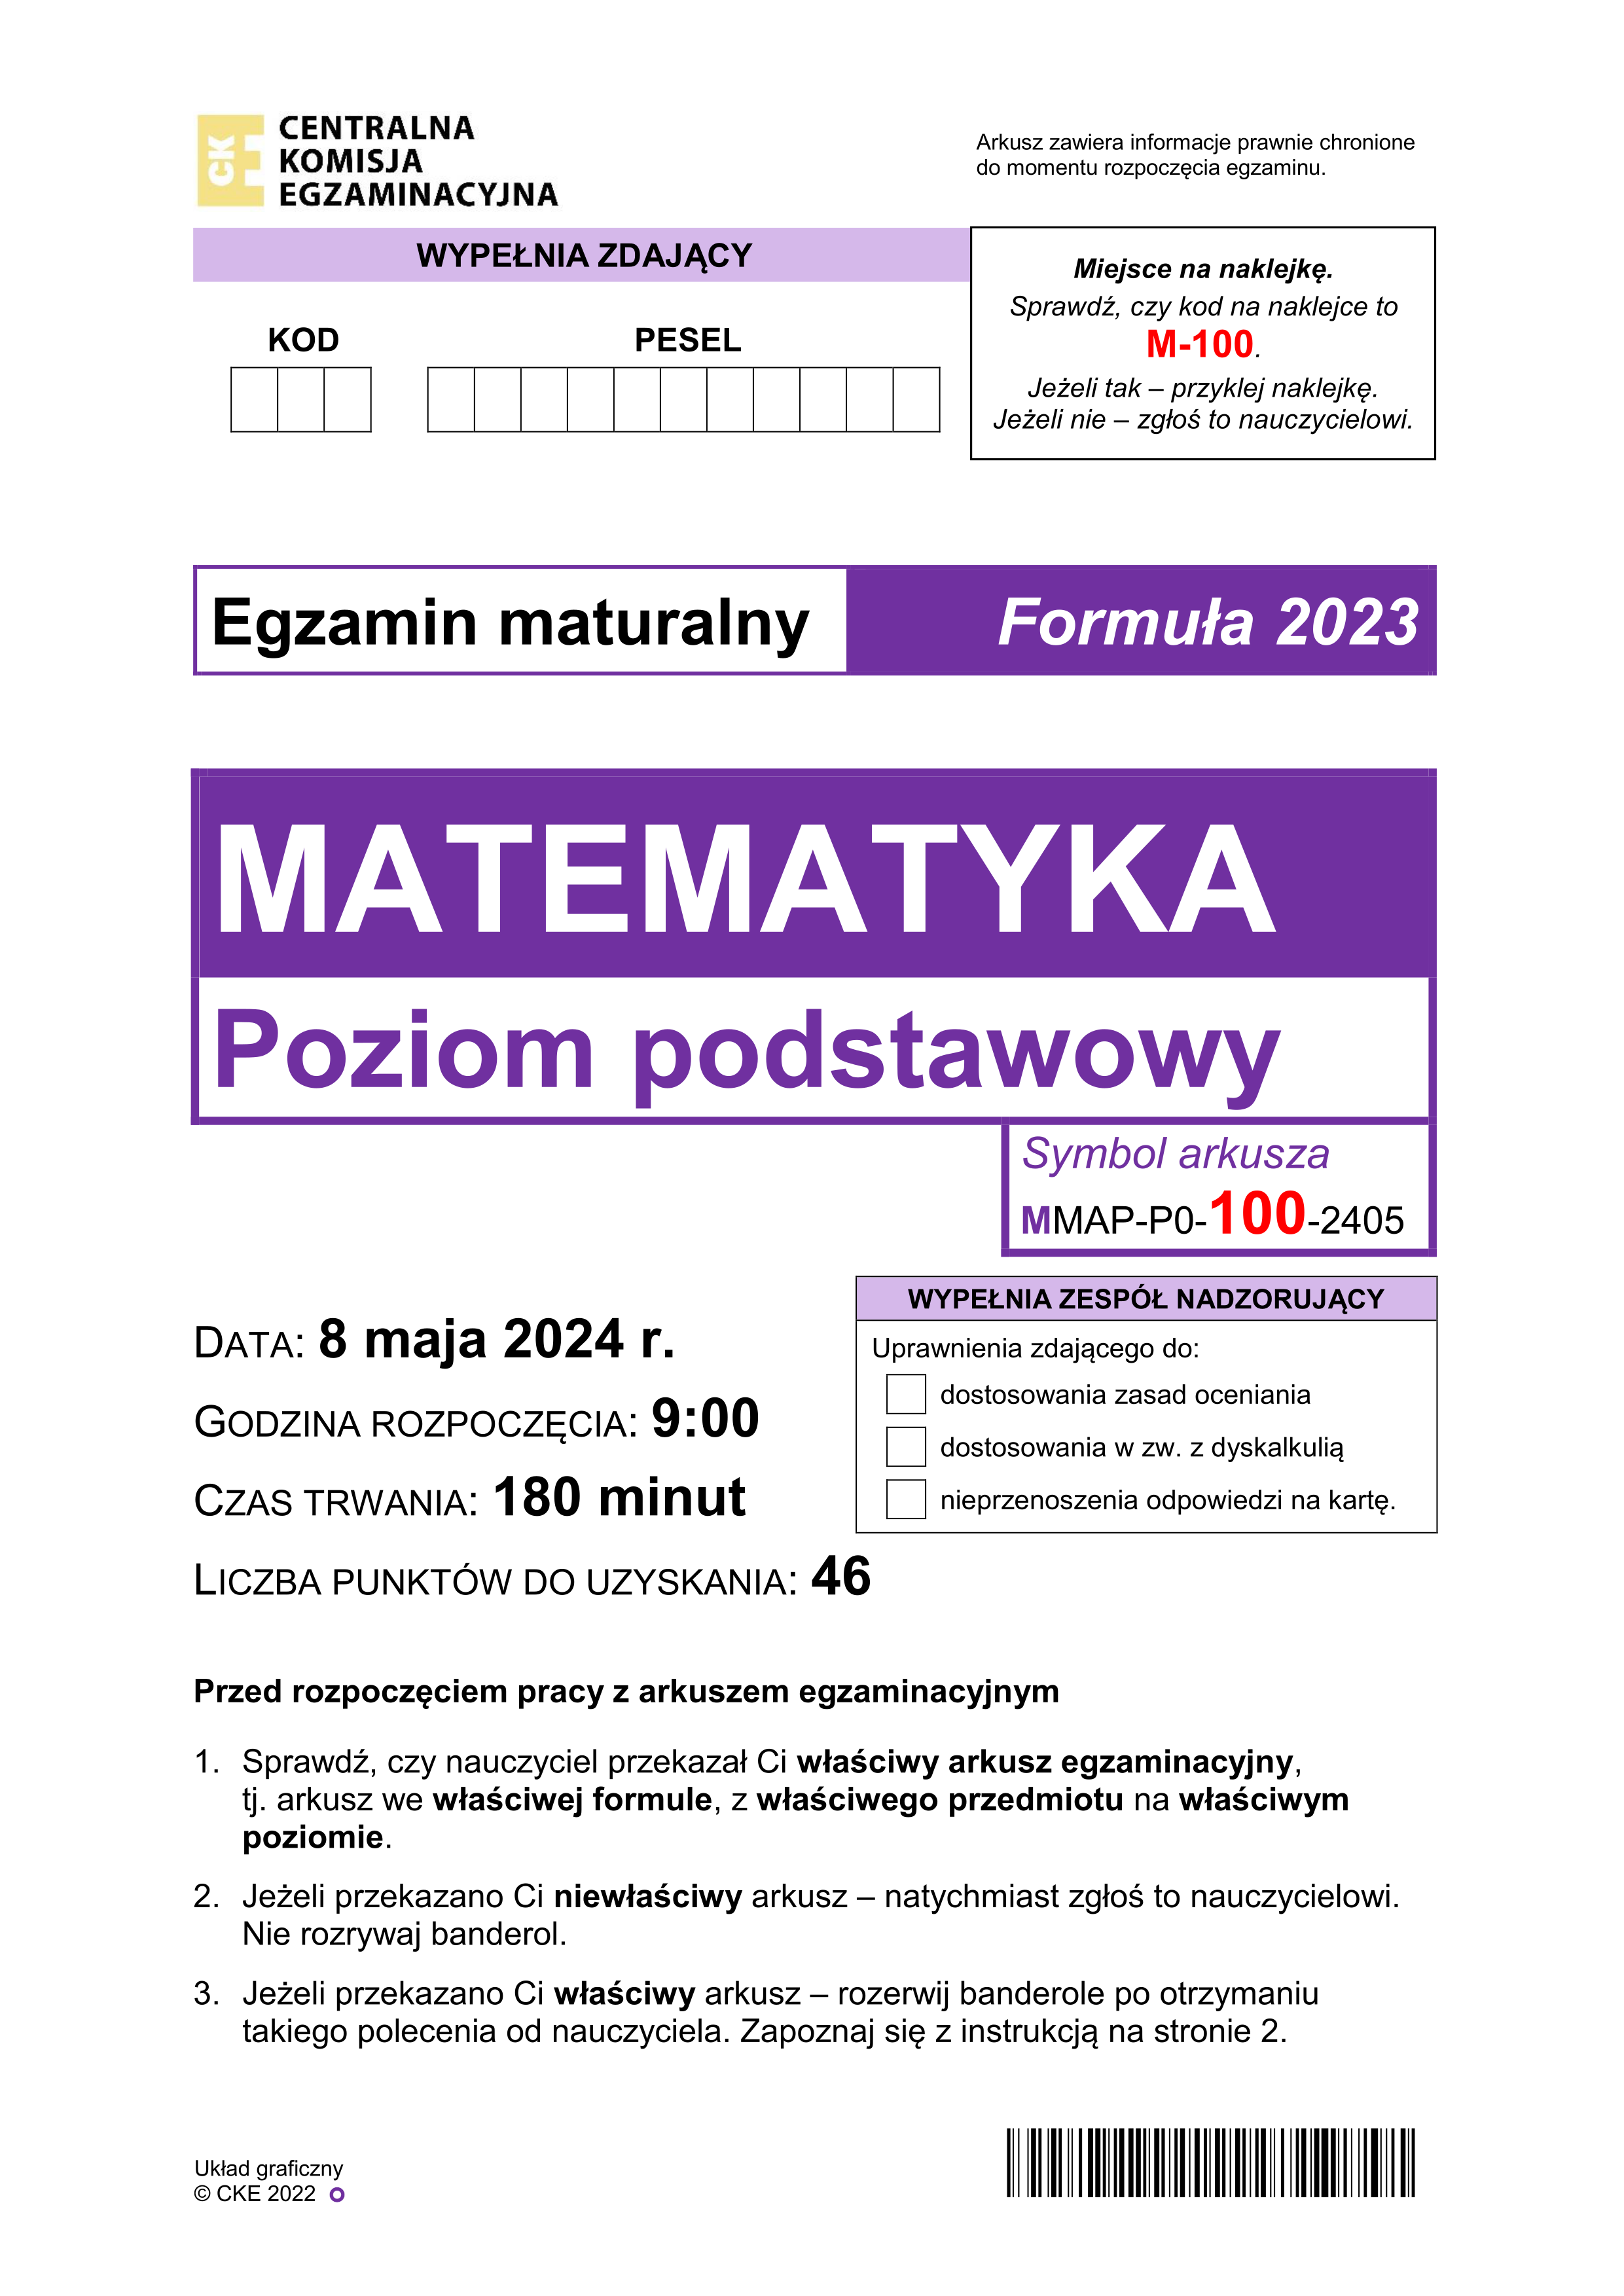 CK
CENTRALNA
KOMISJA
EGZAMINACYJNA
Arkusz zawiera informacje prawnie chronione
do momentu rozpoczęcia egzaminu.
WYPEŁNIA ZDAJĄCY
KOD
PESEL
Miejsce na naklejkę.
Sprawdź, czy kod na naklejce to
M-100.
Jeżeli tak – przyklej naklejkę.
Jeżeli nie – zgłoś to nauczycielowi.
Egzamin maturalny
Formuła 2023
MATEMATYKA
Poziom podstawowy
Symbol arkusza
MMAP-P0-100-2405
DATA: 8 maja 2024 r.
GODZINA ROZPOCZĘCIA: 9:00
CZAS TRWANIA: 180 minut
LICZBA PUNKTÓW DO UZYSKANIA: 46
WYPEŁNIA ZESPÓŁ NADZORUJĄCY
Uprawnienia zdającego do:
dostosowania zasad oceniania
dostosowania w zw. z dyskalkulią
nieprzenoszenia odpowiedzi na kartę.
Przed rozpoczęciem pracy z arkuszem egzaminacyjnym
1. Sprawdź, czy nauczyciel przekazał Ci właściwy arkusz egzaminacyjny,
tj. arkusz we właściwej formule, z właściwego przedmiotu na właściwym
poziomie.
2. Jeżeli przekazano Ci niewłaściwy arkusz – natychmiast zgłoś to nauczycielowi.
Nie rozrywaj banderol.
3. Jeżeli przekazano Ci właściwy arkusz – rozerwij banderole po otrzymaniu
takiego polecenia od nauczyciela. Zapoznaj się z instrukcją na stronie 2.
Układ graficzny
© CKE 2022